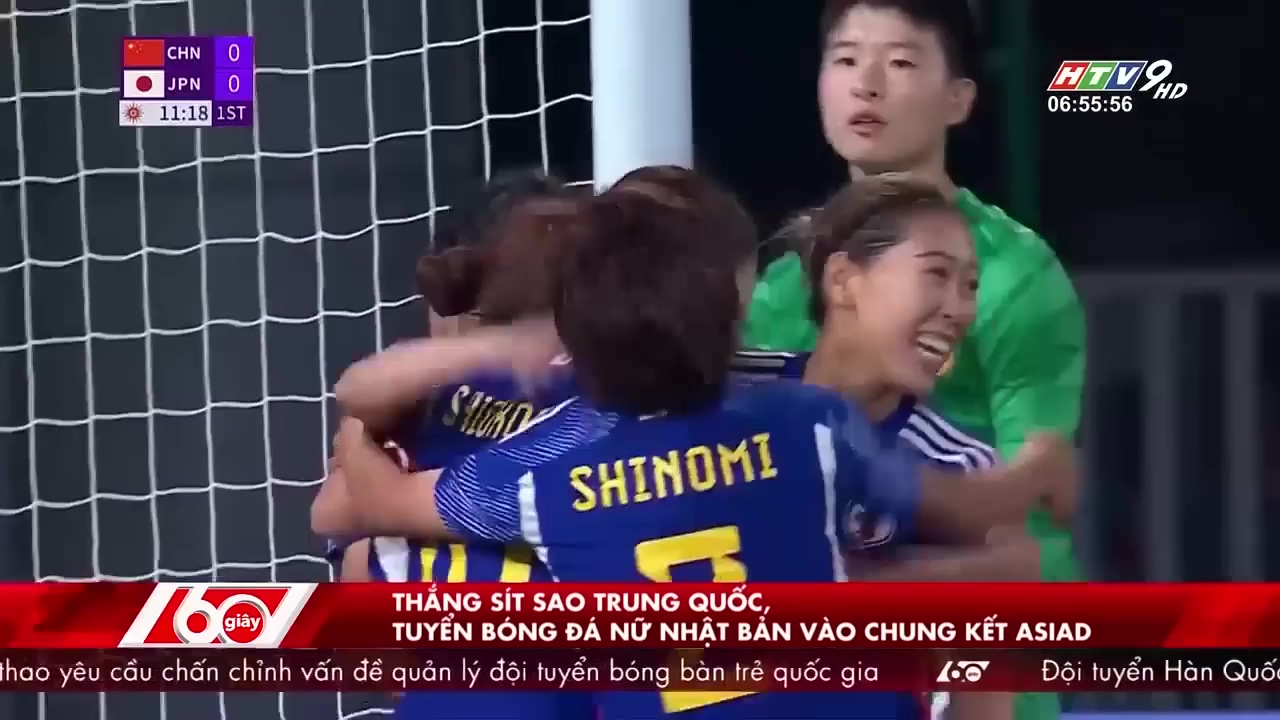 CHN 0
JPN 0
11:18 1ST
HTV9 HD
06:55:56
SHINOMI
60 giây
THẮNG SÍT SAO TRUNG QUỐC,
TUYỂN BÓNG ĐÁ NỮ NHẬT BẢN VÀO CHUNG KẾT ASIAD
thao yêu cầu chấn chỉnh vấn đề quản lý đội tuyển bóng bàn trẻ quốc gia 60 Đội tuyển Hàn Quốc